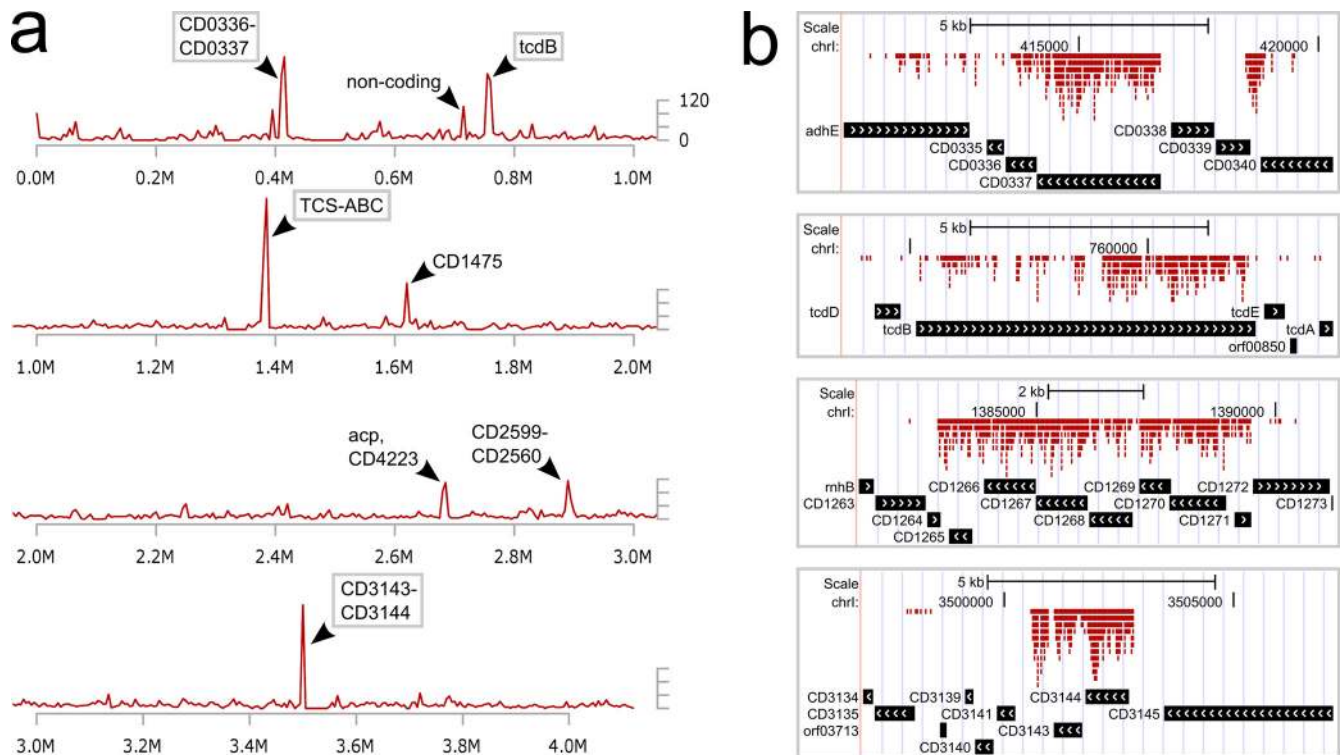 a
CD0336-
CD0337
tcdB
non-coding
120
0
0.0M 0.2M 0.4M 0.6M 0.8M 1.0M
TCS-ABC
CD1475
1.0M 1.2M 1.4M 1.6M 1.8M 2.0M
acp,
CD4223
CD2599-
CD2560
2.0M 2.2M 2.4M 2.6M 2.8M 3.0M
CD3143-
CD3144
3.0M 3.2M 3.4M 3.6M 3.8M 4.0M
b
Scale 5 kb
chrI: 415000 420000
adhE CD0338
CD0335 CD0339
CD0336 CD0340
CD0337
Scale 5 kb
chrI: 760000
tcdD tcdE
tcdB tcdA
orf00850
Scale 2 kb
chrI: 1385000 1390000
rnhB CD1266 CD1269 CD1272
CD1263 CD1267 CD1270 CD1273
CD1264 CD1268 CD1271
CD1265
Scale 5 kb
chrI: 3500000 3505000
CD3134 CD3139 CD3144
CD3135 CD3141 CD3143 CD3145
orf03713
CD3140